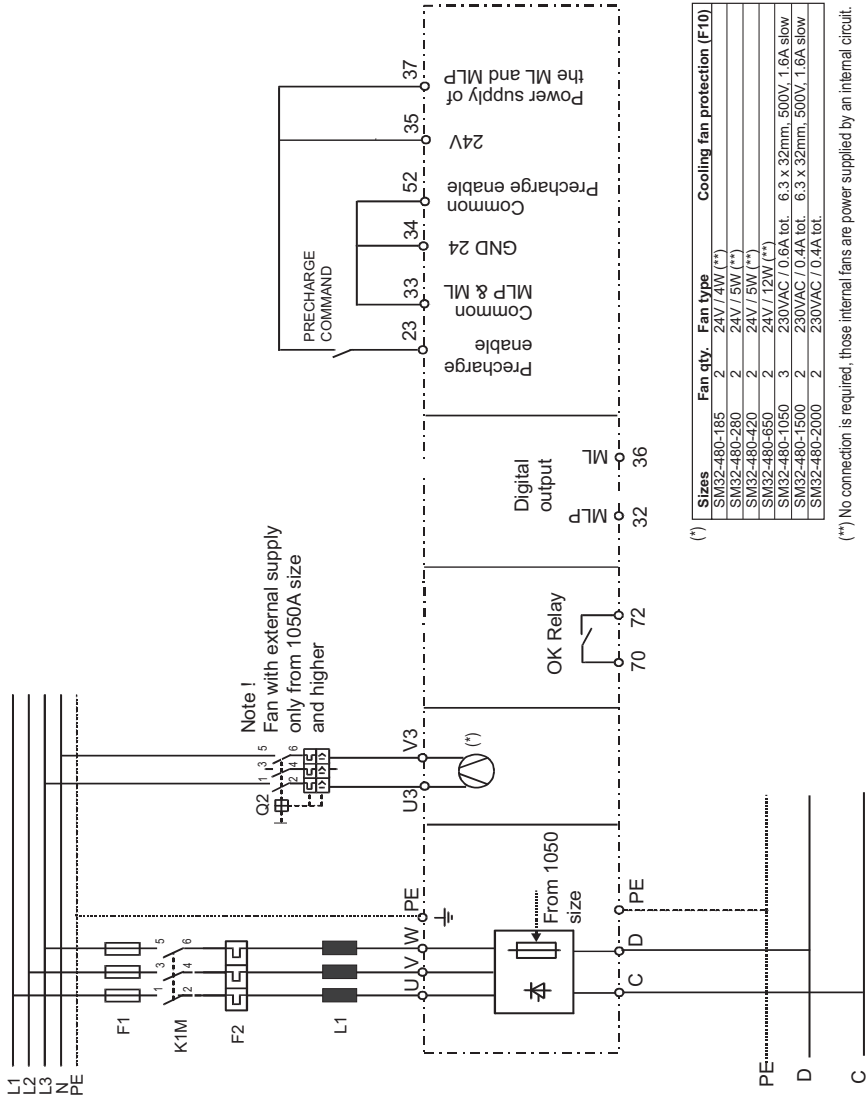 L1
L2
L3
N
PE
F1
K1M
F2
L1
1 3 5
2 4 6
U V W PE
From 1050
size
C D PE
PE
D
C
Note !
Fan with external supply
only from 1050A size
and higher
Q2
1 3 5
2 4 6
U3 V3
(*)
OK Relay
70 72
Digital
output
MLP ML
32 36
PRECHARGE
COMMAND
23 33 34 52 35 37
Precharge
enable
Common
MLP & ML
GND 24
Common
Precharge enable
24V
Power supply of
the ML and MLP
(*)
Sizes Fan qty. Fan type Cooling fan protection (F10)
SM32-480-185 2 24V / 4W (**)
SM32-480-280 2 24V / 5W (**)
SM32-480-420 2 24V / 5W (**)
SM32-480-650 2 24V / 12W (**)
SM32-480-1050 3 230VAC / 0.6A tot. 6.3 x 32mm, 500V, 1.6A slow
SM32-480-1500 2 230VAC / 0.4A tot. 6.3 x 32mm, 500V, 1.6A slow
SM32-480-2000 2 230VAC / 0.4A tot.
(**) No connection is required, those internal fans are power supplied by an internal circuit.